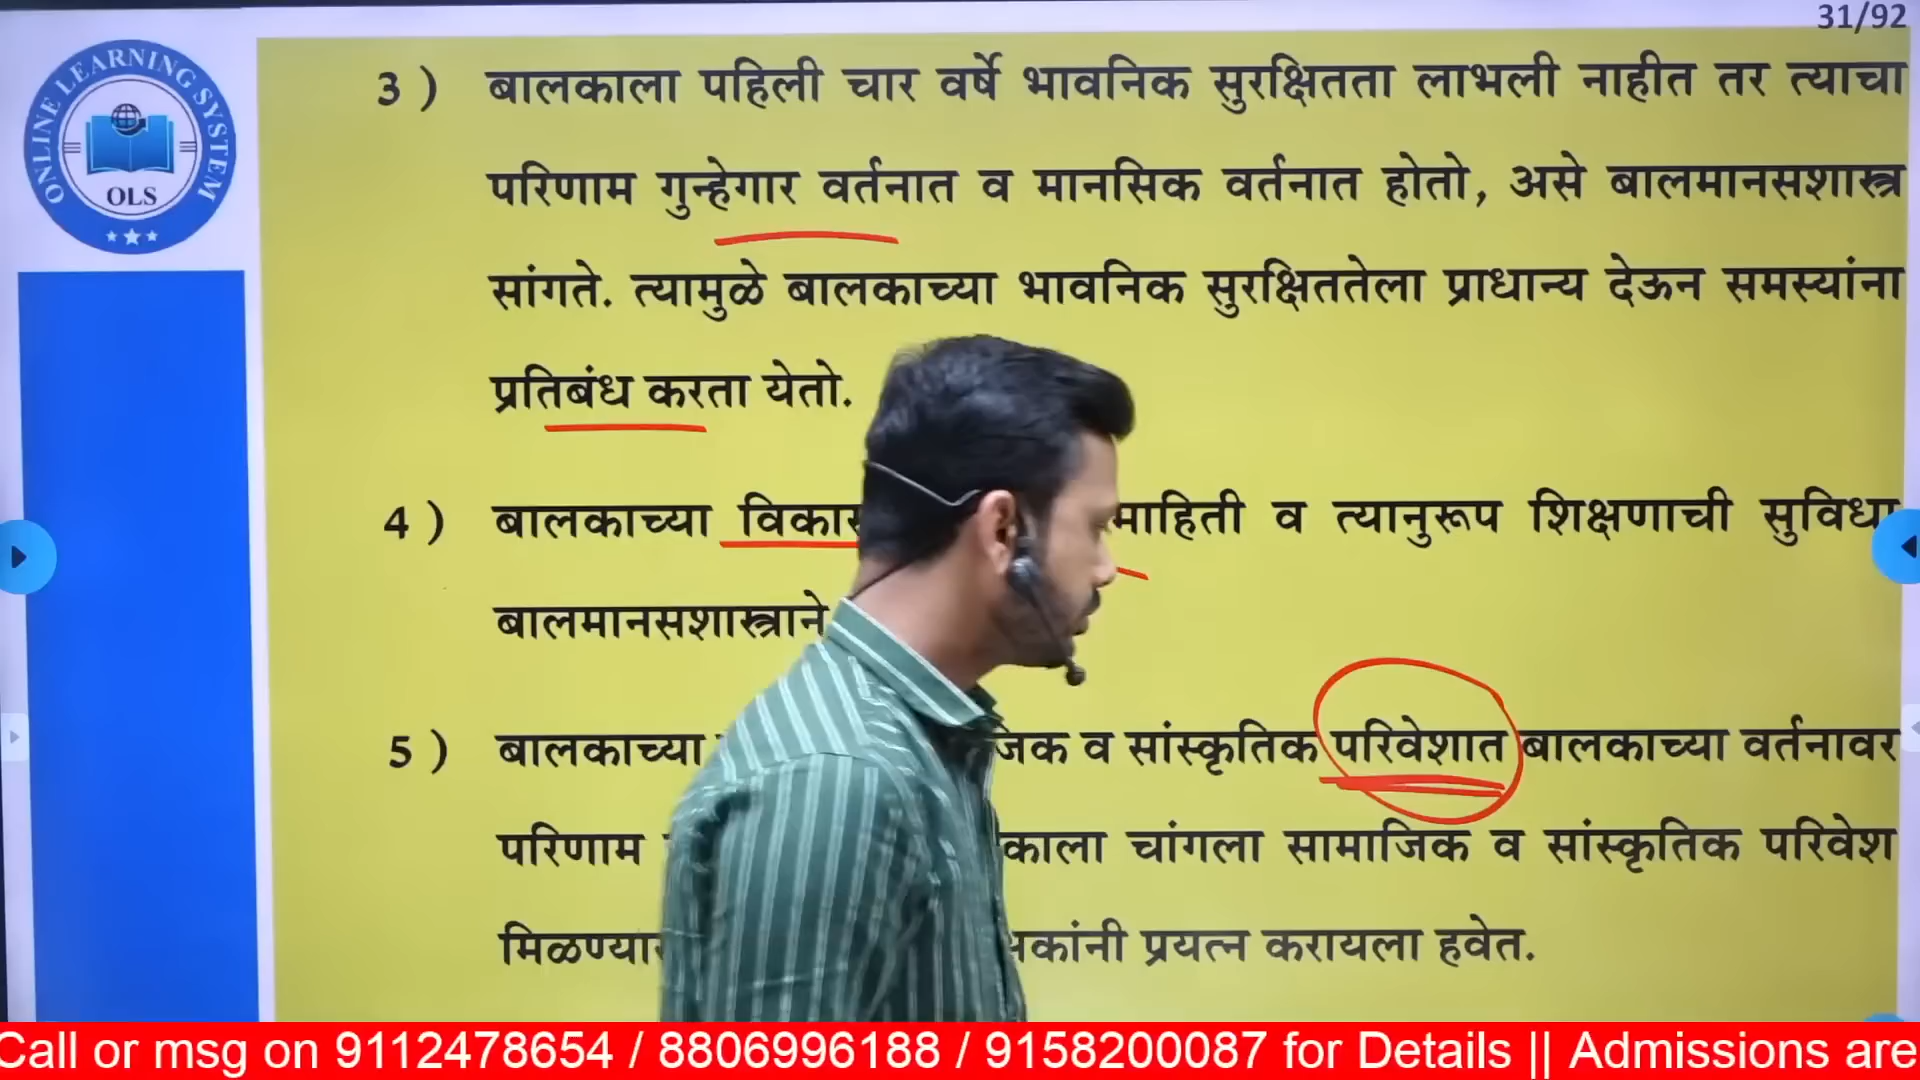 31/92
ONLINE LEARNING SYSTEM
OLS
3 ) बालकाला पहिली चार वर्षे भावनिक सुरक्षितता लाभली नाहीत तर त्याचा
परिणाम गुन्हेगार वर्तनात व मानसिक वर्तनात होतो, असे बालमानसशास्त्र
सांगते. त्यामुळे बालकाच्या भावनिक सुरक्षिततेला प्राधान्य देऊन समस्यांना
प्रतिबंध करता येतो.
4 ) बालकाच्या माहिती व त्यानुरूप शिक्षणाची सुविधा
बालमानसशास्त्राने
5 ) बालकाच्या व सांस्कृतिक परिवेशात बालकाच्या वर्तनावर
परिणाम चांगला सामाजिक व सांस्कृतिक परिवेश
प्रयत्न करायला हवेत.
Call or msg on 9112478654 / 8806996188 / 9158200087 for Details || Admissions are